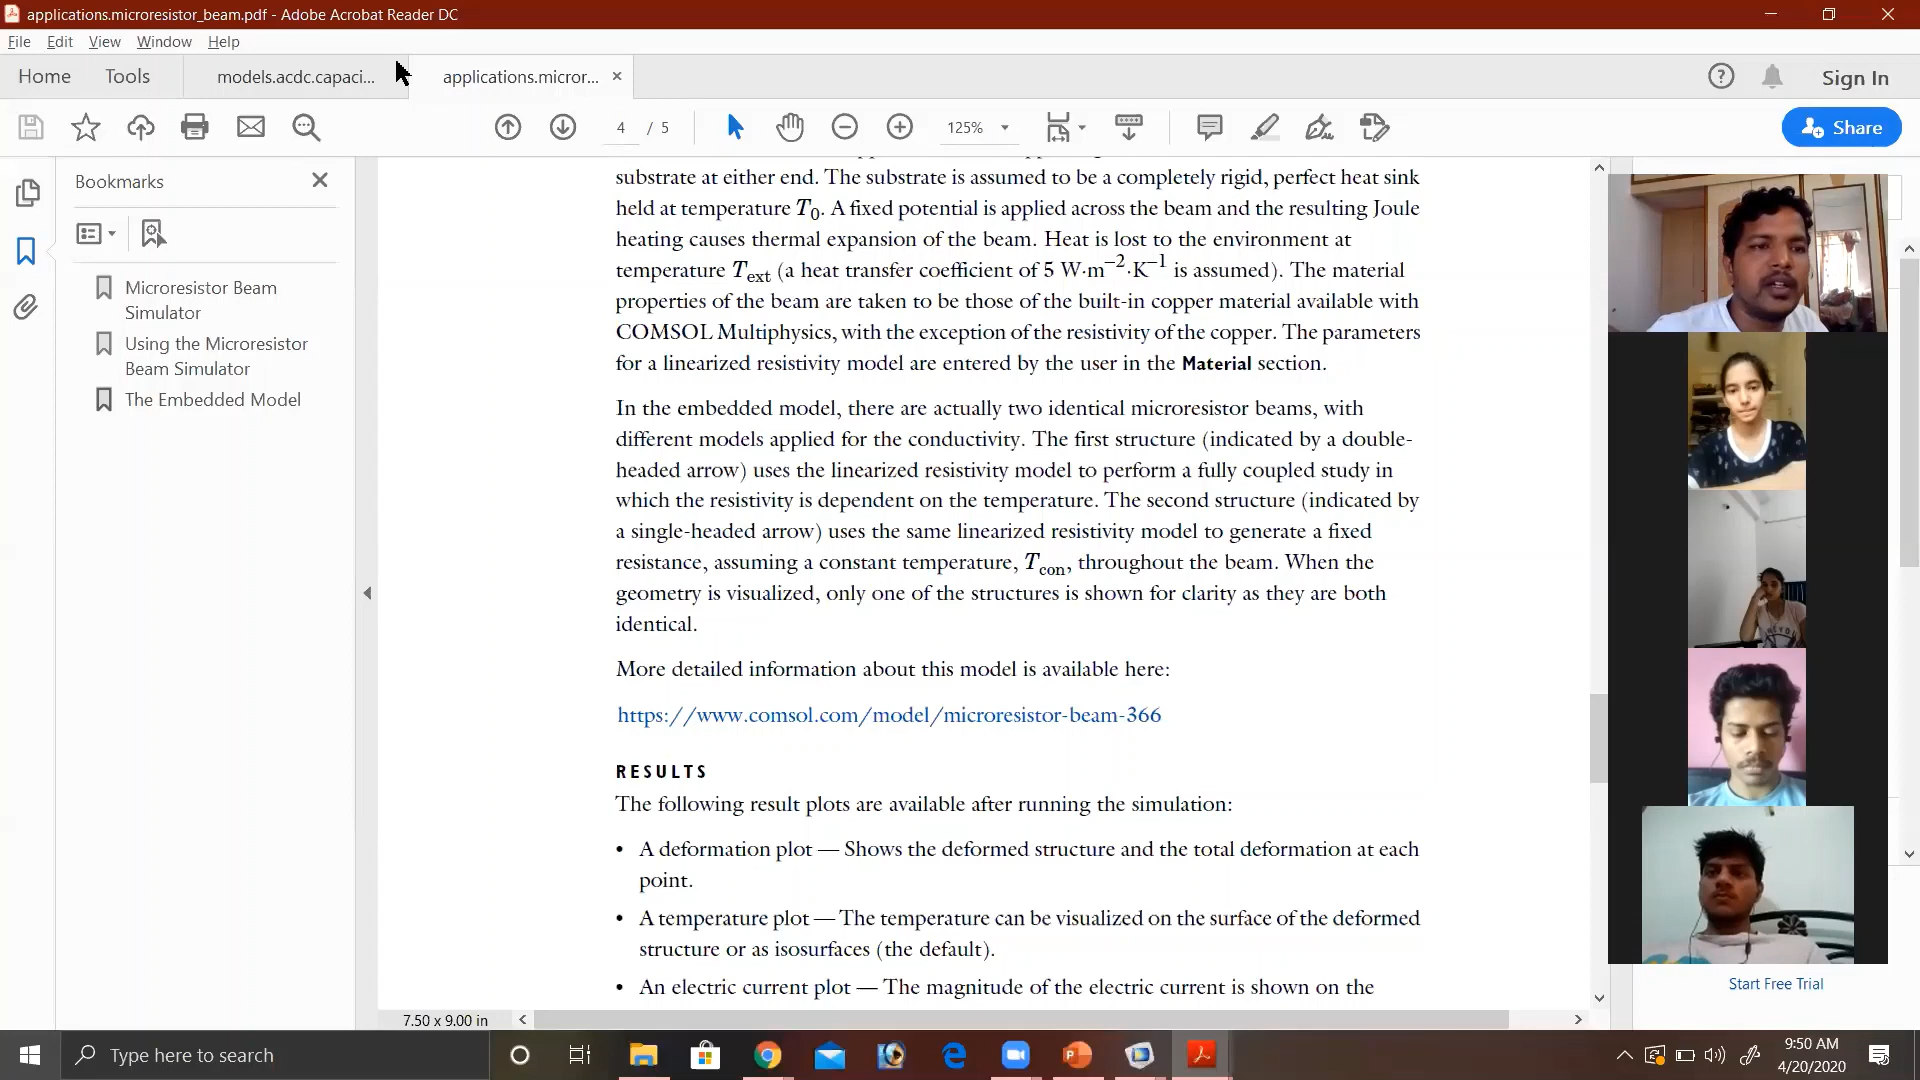 applications.microresistor_beam.pdf - Adobe Acrobat Reader DC
File Edit View Window Help
Home Tools models.acdc.capaci... applications.micror... × Sign In
4 / 5 125% Share
Bookmarks
Microresistor Beam
Simulator
Using the Microresistor
Beam Simulator
The Embedded Model
substrate at either end. The substrate is assumed to be a completely rigid, perfect heat sink
held at temperature T0. A fixed potential is applied across the beam and the resulting Joule
heating causes thermal expansion of the beam. Heat is lost to the environment at
temperature Text (a heat transfer coefficient of 5 W·m−2·K−1 is assumed). The material
properties of the beam are taken to be those of the built-in copper material available with
COMSOL Multiphysics, with the exception of the resistivity of the copper. The parameters
for a linearized resistivity model are entered by the user in the Material section.
In the embedded model, there are actually two identical microresistor beams, with
different models applied for the conductivity. The first structure (indicated by a double-
headed arrow) uses the linearized resistivity model to perform a fully coupled study in
which the resistivity is dependent on the temperature. The second structure (indicated by
a single-headed arrow) uses the same linearized resistivity model to generate a fixed
resistance, assuming a constant temperature, Tcon, throughout the beam. When the
geometry is visualized, only one of the structures is shown for clarity as they are both
identical.
More detailed information about this model is available here:
https://www.comsol.com/model/microresistor-beam-366
RESULTS
The following result plots are available after running the simulation:
• A deformation plot — Shows the deformed structure and the total deformation at each
point.
• A temperature plot — The temperature can be visualized on the surface of the deformed
structure or as isosurfaces (the default).
• An electric current plot — The magnitude of the electric current is shown on the
Start Free Trial
7.50 x 9.00 in
Type here to search
9:50 AM
4/20/2020